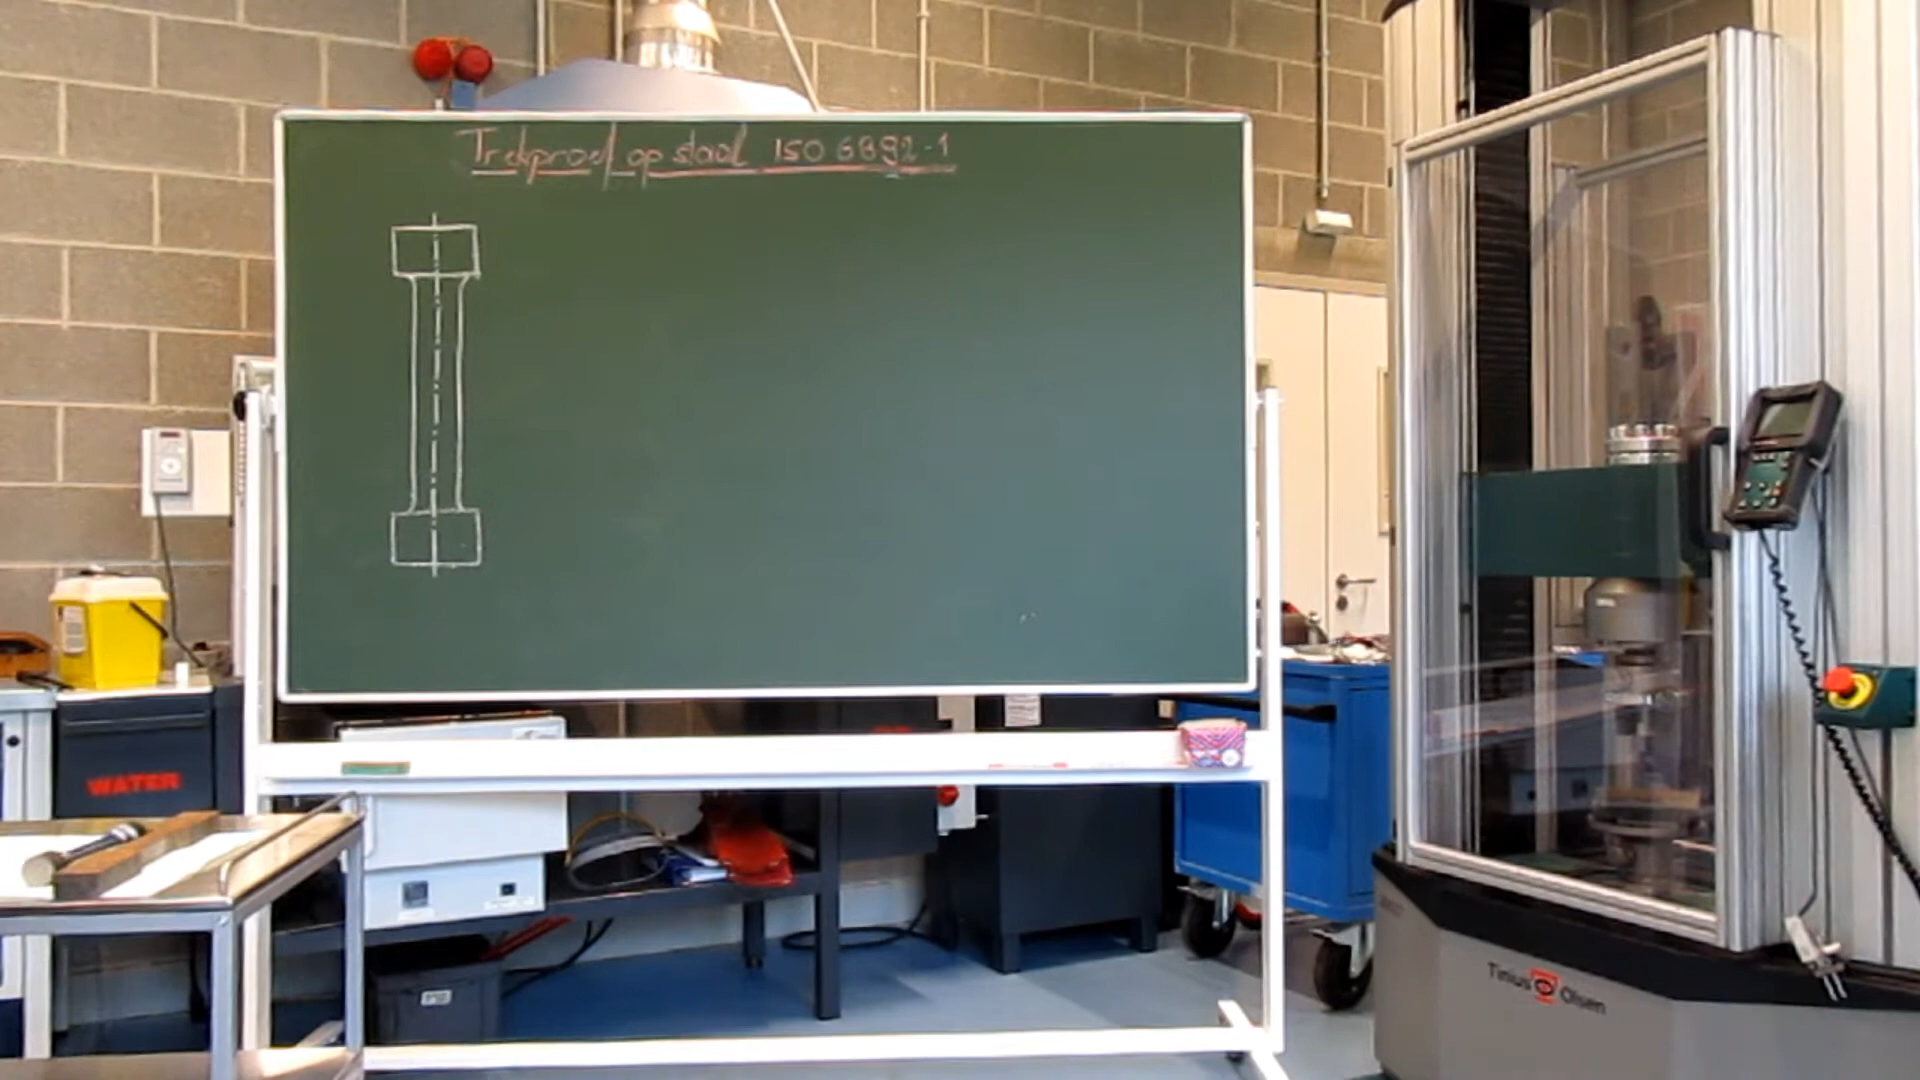 Trekproef op staal ISO 6892-1
WATER
Tinius Olsen